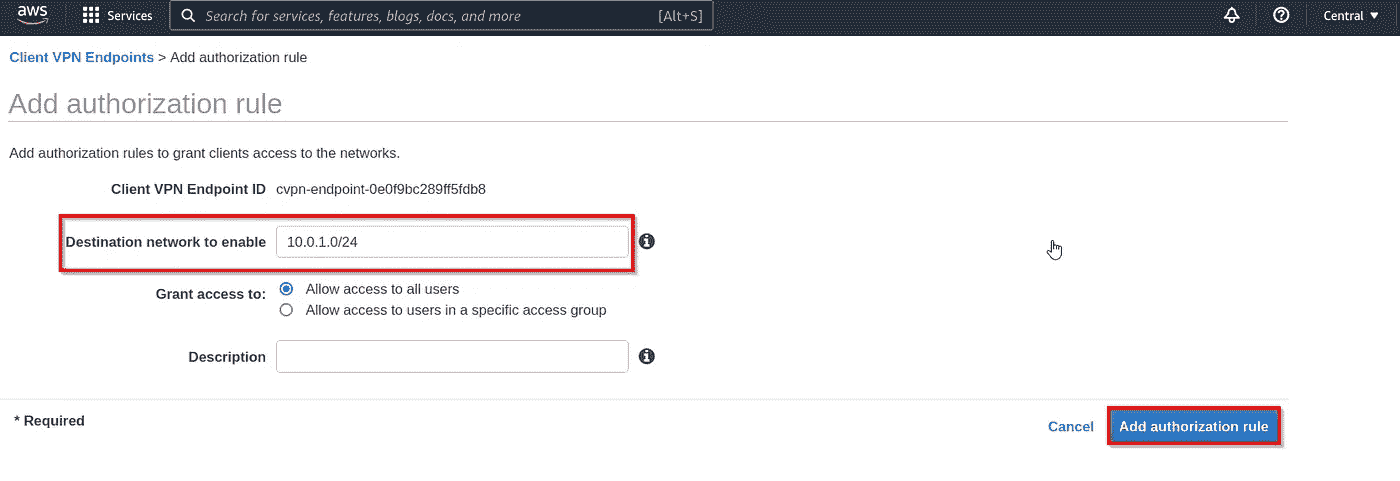 aws Services Search for services, features, blogs, docs, and more [Alt+S] Central ▼
Client VPN Endpoints > Add authorization rule
Add authorization rule
Add authorization rules to grant clients access to the networks.
Client VPN Endpoint ID cvpn-endpoint-0e0f9bc289ff5fdb8
Destination network to enable 10.0.1.0/24
Grant access to: Allow access to all users
Allow access to users in a specific access group
Description
* Required
Cancel Add authorization rule